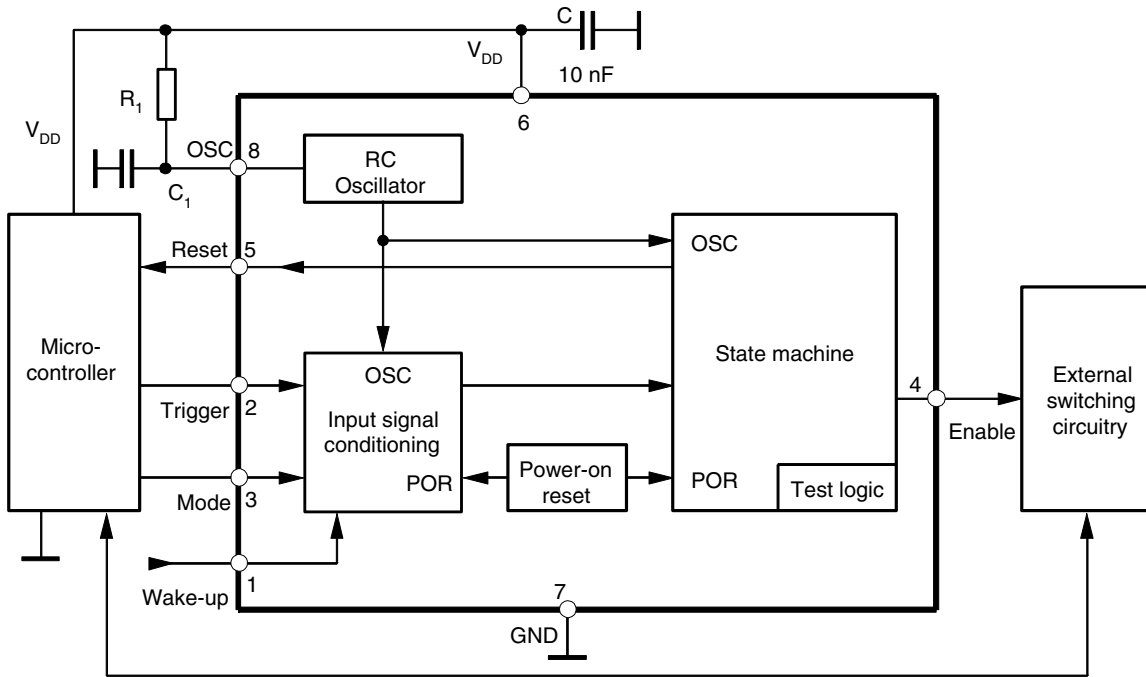 C
V_DD
10 nF
R_1
6
V_DD
OSC
8
RC
Oscillator
C_1
Reset
5
OSC
Micro-
controller
State machine
OSC
4
External
switching
circuitry
Trigger
2
Input signal
conditioning
Enable
Mode
3
POR
Power-on
reset
POR
Test logic
Wake-up
1
7
GND